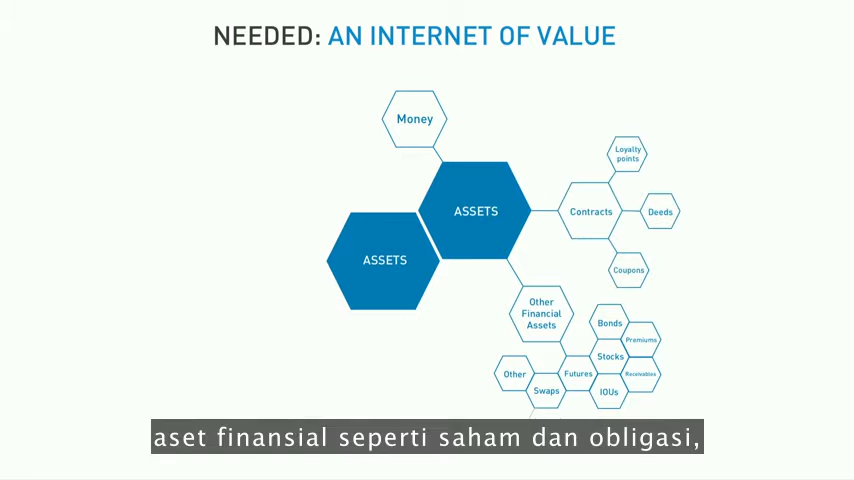 NEEDED: AN INTERNET OF VALUE
Money
ASSETS
ASSETS
Contracts
Loyalty
points
Deeds
Coupons
Other
Financial
Assets
Bonds
Premiums
Stocks
Receivables
Futures
IOUs
Other
Swaps
aset finansial seperti saham dan obligasi,